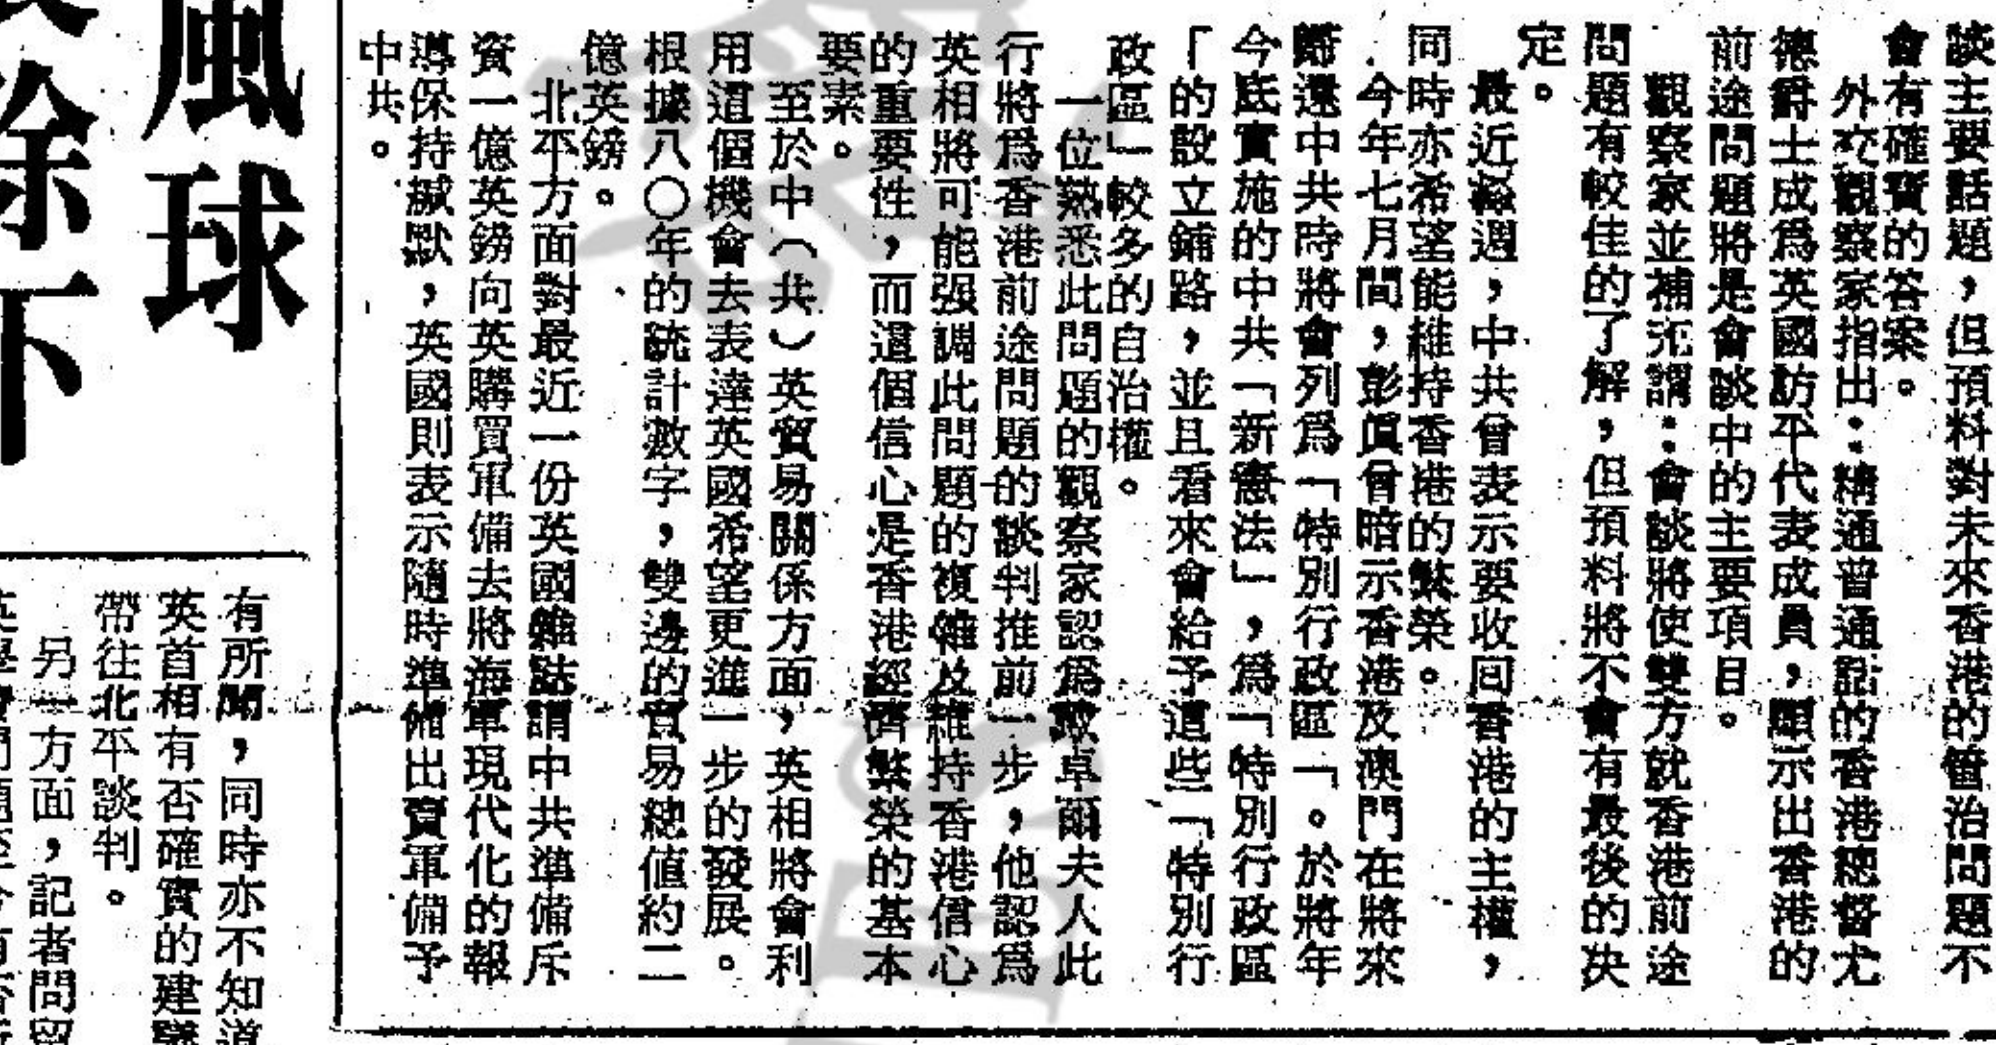 談主要話題，但預料對未來香港的管治問題不
會有確實的答案。
外交觀察家指出：精通普通話的香港總督尤
德爵士成爲英國訪平代表成員，顯示出香港的
前途問題將是會談中的主要項目。
觀察家並補充謂：會談將使雙方就香港前途
問題有較佳的了解，但預料將不會有最後的决
定。
最近幾週，中共曾表示要收回香港的主權，
同時亦希望能維持香港的繁榮。
今年七月間，彭眞曾暗示香港及澳門在將來
歸還中共時將會列爲「特別行政區」。於將年
今底實施的中共「新憲法」，爲「特別行政區
「的設立鋪路，並且看來會給予這些「特別行
政區」較多的自治權。
一位熟悉此問題的觀察家認爲戴卓爾夫人此
行將爲香港前途問題的談判推前一步，他認爲
英相將可能强調此問題的複雜及維持香港信心
的重要性，而這個信心是香港經濟繁榮的基本
要素。
至於中（共）英貿易關係方面，英相將會利
用這個機會去表達英國希望更進一步的發展。
根據八〇年的統計數字，雙邊的貿易總值約二
億英鎊。
北平方面對最近一份英國雜誌謂中共準備斥
資一億英鎊向英購買軍備去將海軍現代化的報
導保持緘默，英國則表示隨時準備出賣軍備予
中共。
風球
除下
有所聞，同時亦不知道
英首相有否確實的建議
帶往北平談判。
另一方面，記者問留